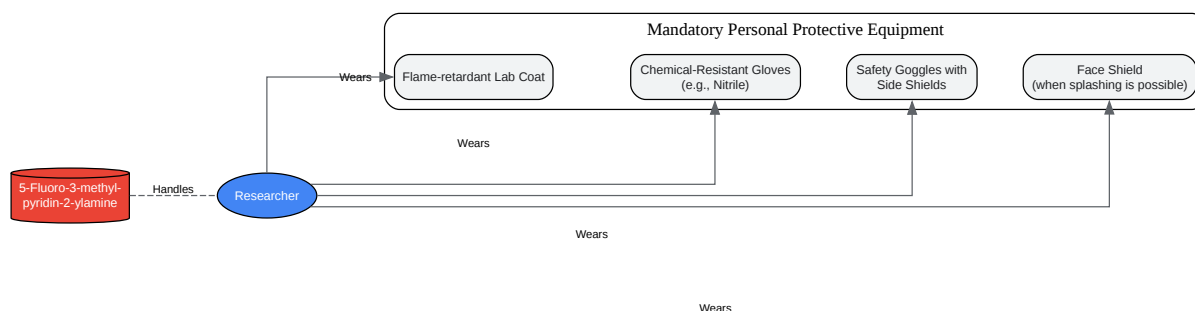 Mandatory Personal Protective Equipment
Wears
Flame-retardant Lab Coat
Chemical-Resistant Gloves
(e.g., Nitrile)
Safety Goggles with
Side Shields
Face Shield
(when splashing is possible)
Wears
5-Fluoro-3-methyl-
pyridin-2-ylamine
Handles
Researcher
Wears
Wears